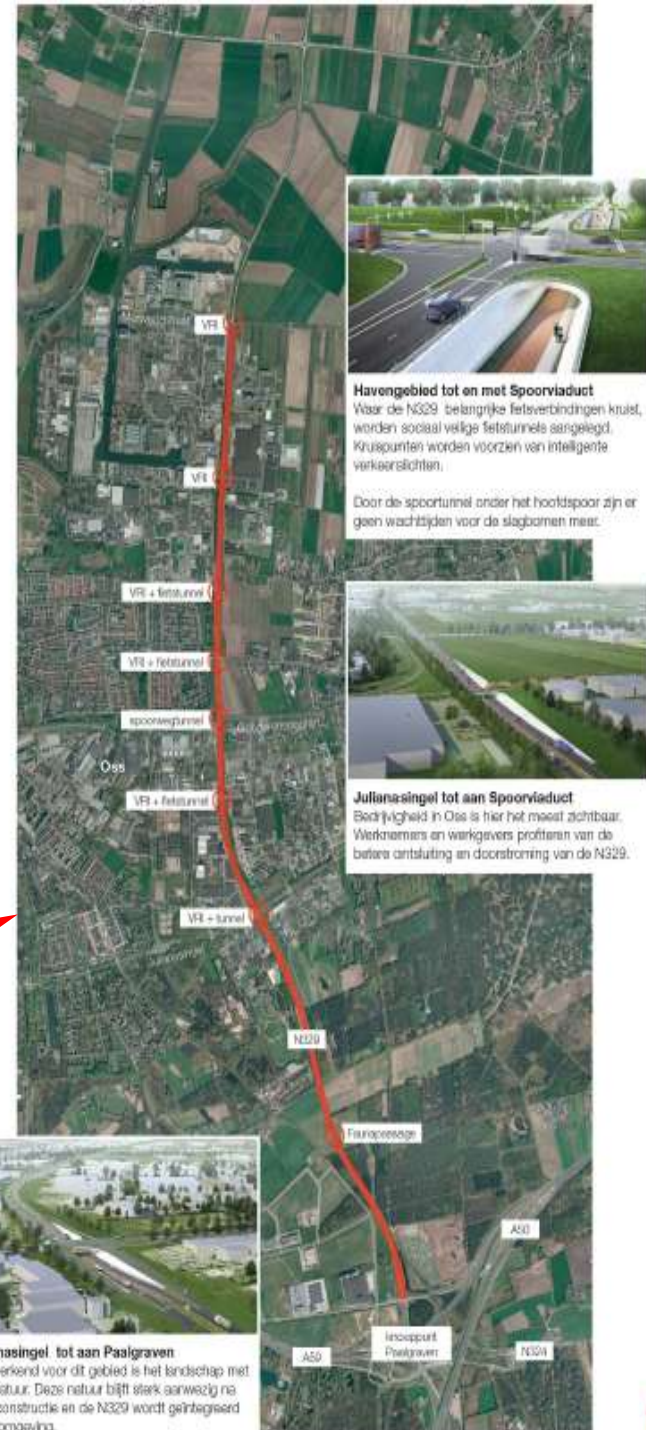 VRI
Havengebied tot en met Spoorviaduct
Waar de N329 belangrijke fietsverbindingen kruist,
worden sociaal veilige fietstunnels aangelegd.
Kruispunten worden voorzien van intelligente
verkeerslichten.
Door de spoortunnel onder het hoofdspoor zijn er
geen wachttijden voor de slagbomen meer.
VRI
VRI + fietstunnel
VRI + fietstunnel
spoorwegtunnel
Oss
VRI + fietstunnel
Julianasingel tot aan Spoorviaduct
Bedrijvigheid in Oss is hier het meest zichtbaar.
Werknemers en werkgevers profiteren van de
betere ontsluiting en doorstroming van de N329.
VRI + tunnel
N329
Faunapassage
A50
knooppunt
Paalgraven
A59
N324
nasingel tot aan Paalgraven
erkend voor dit gebied is het landschap met
atuur. Deze natuur blijft sterk aanwezig na
constructie en de N329 wordt geïntegreerd
omgeving.